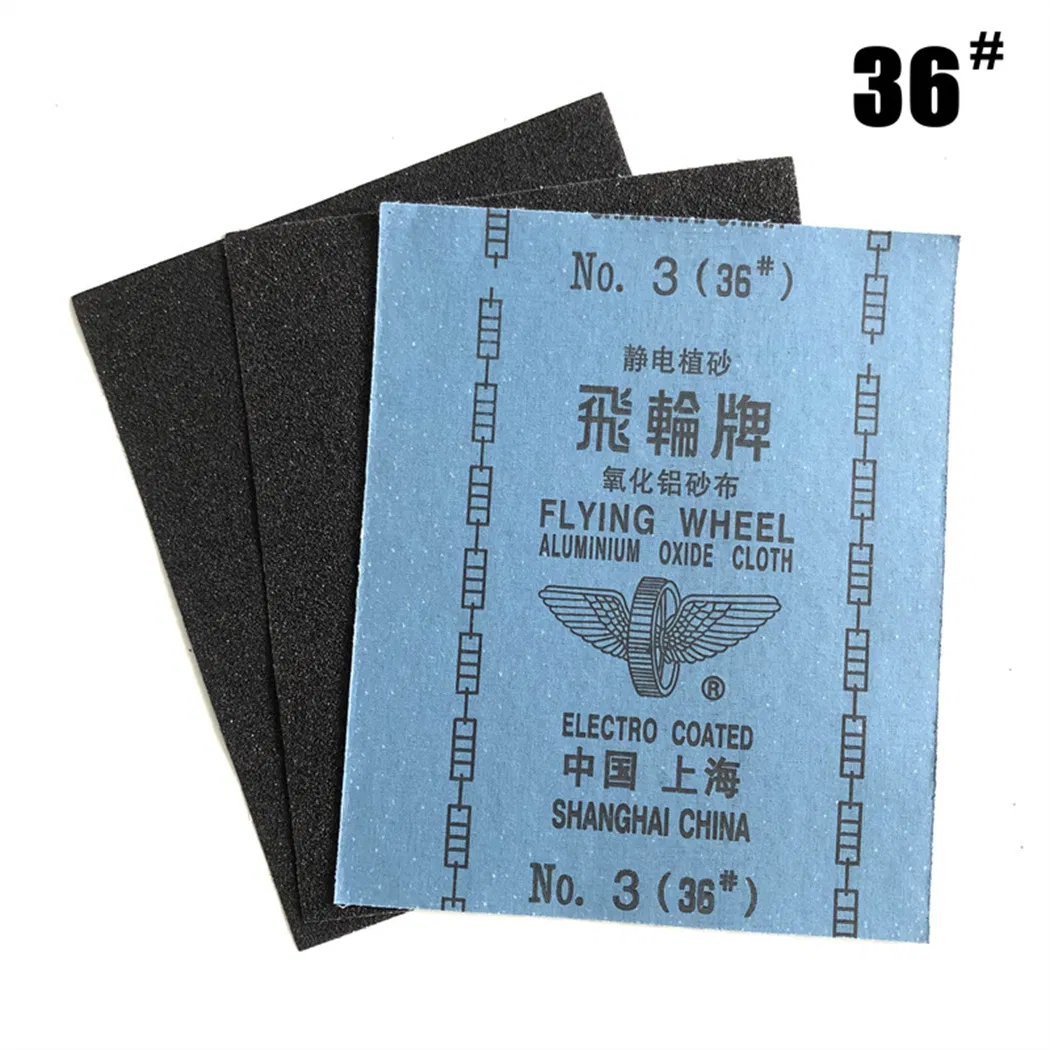 36#
No. 3 (36#)
静电植砂
飛輪牌
氧化铝砂布
FLYING WHEEL
ALUMINIUM OXIDE CLOTH
®
ELECTRO COATED
中国 上海
SHANGHAI CHINA
No. 3 (36#)